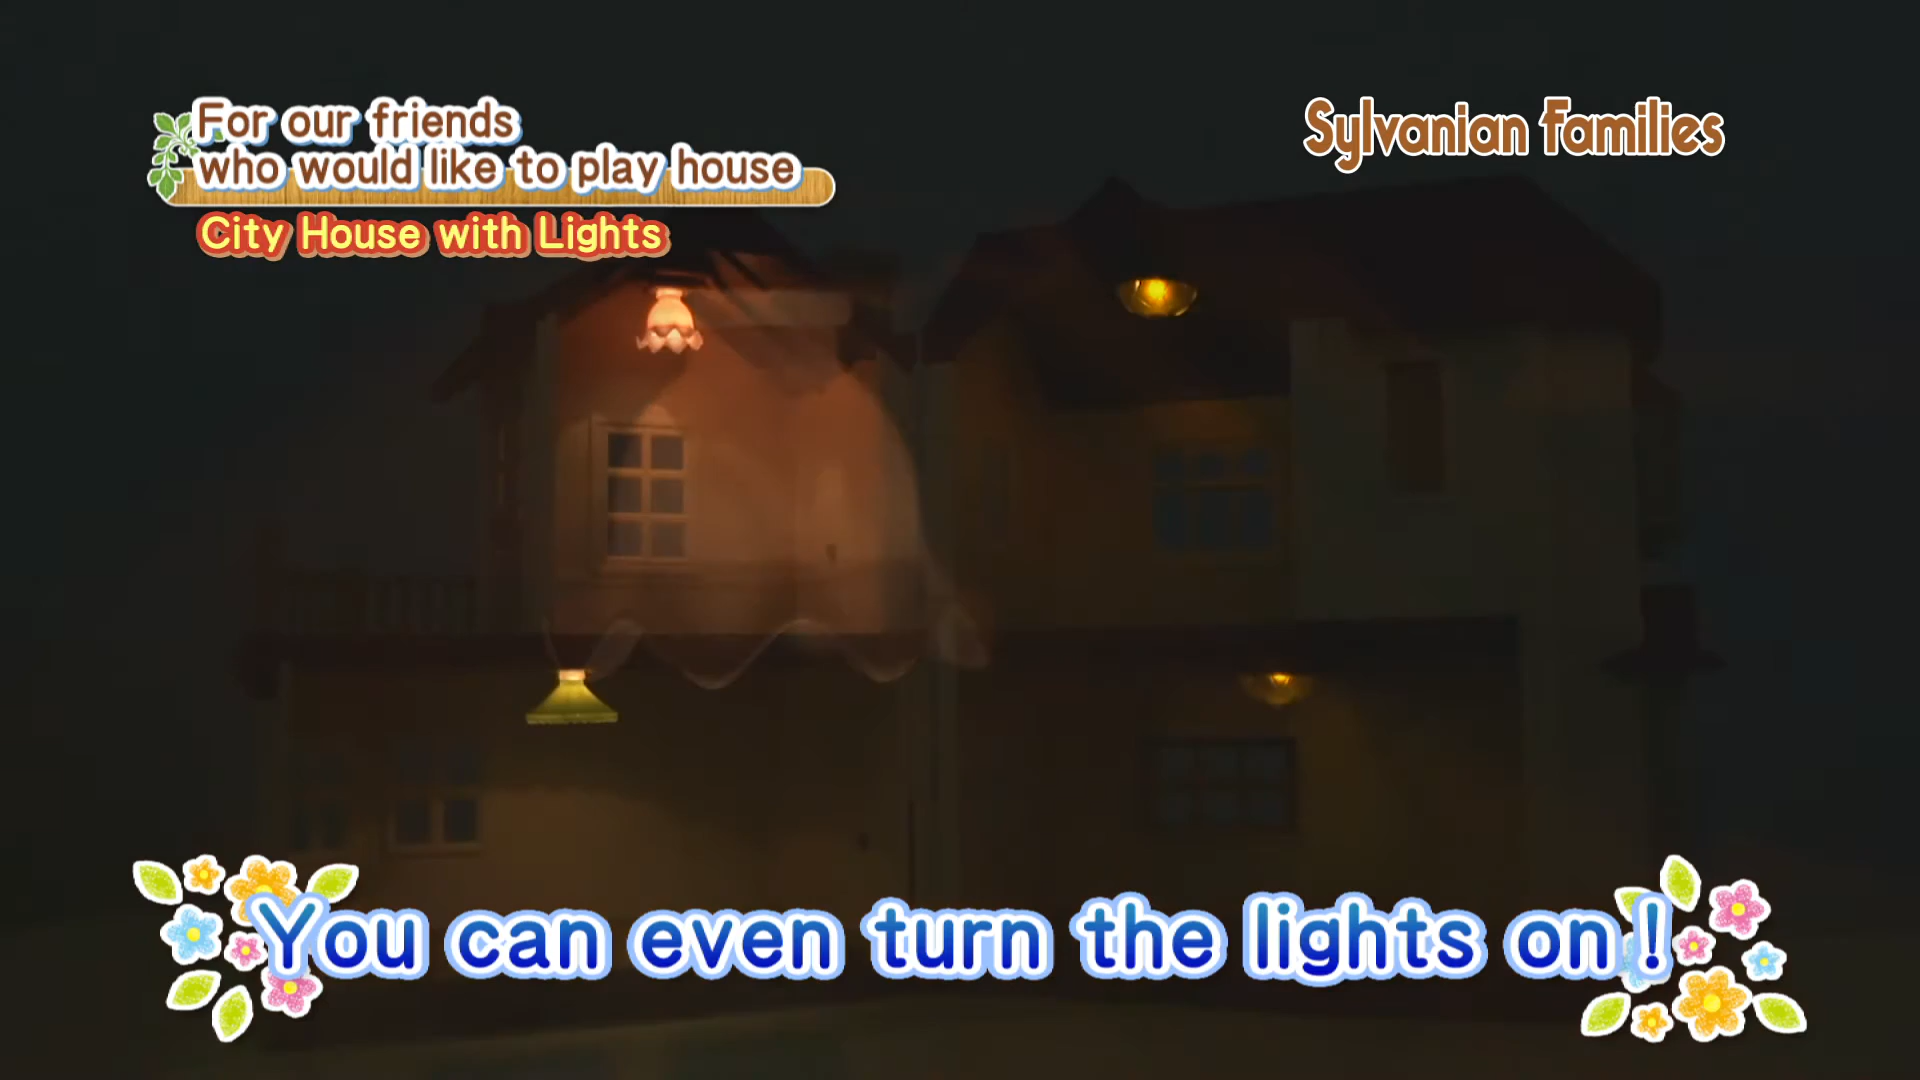 For our friends
who would like to play house
City House with Lights
Sylvanian Families
You can even turn the lights on !